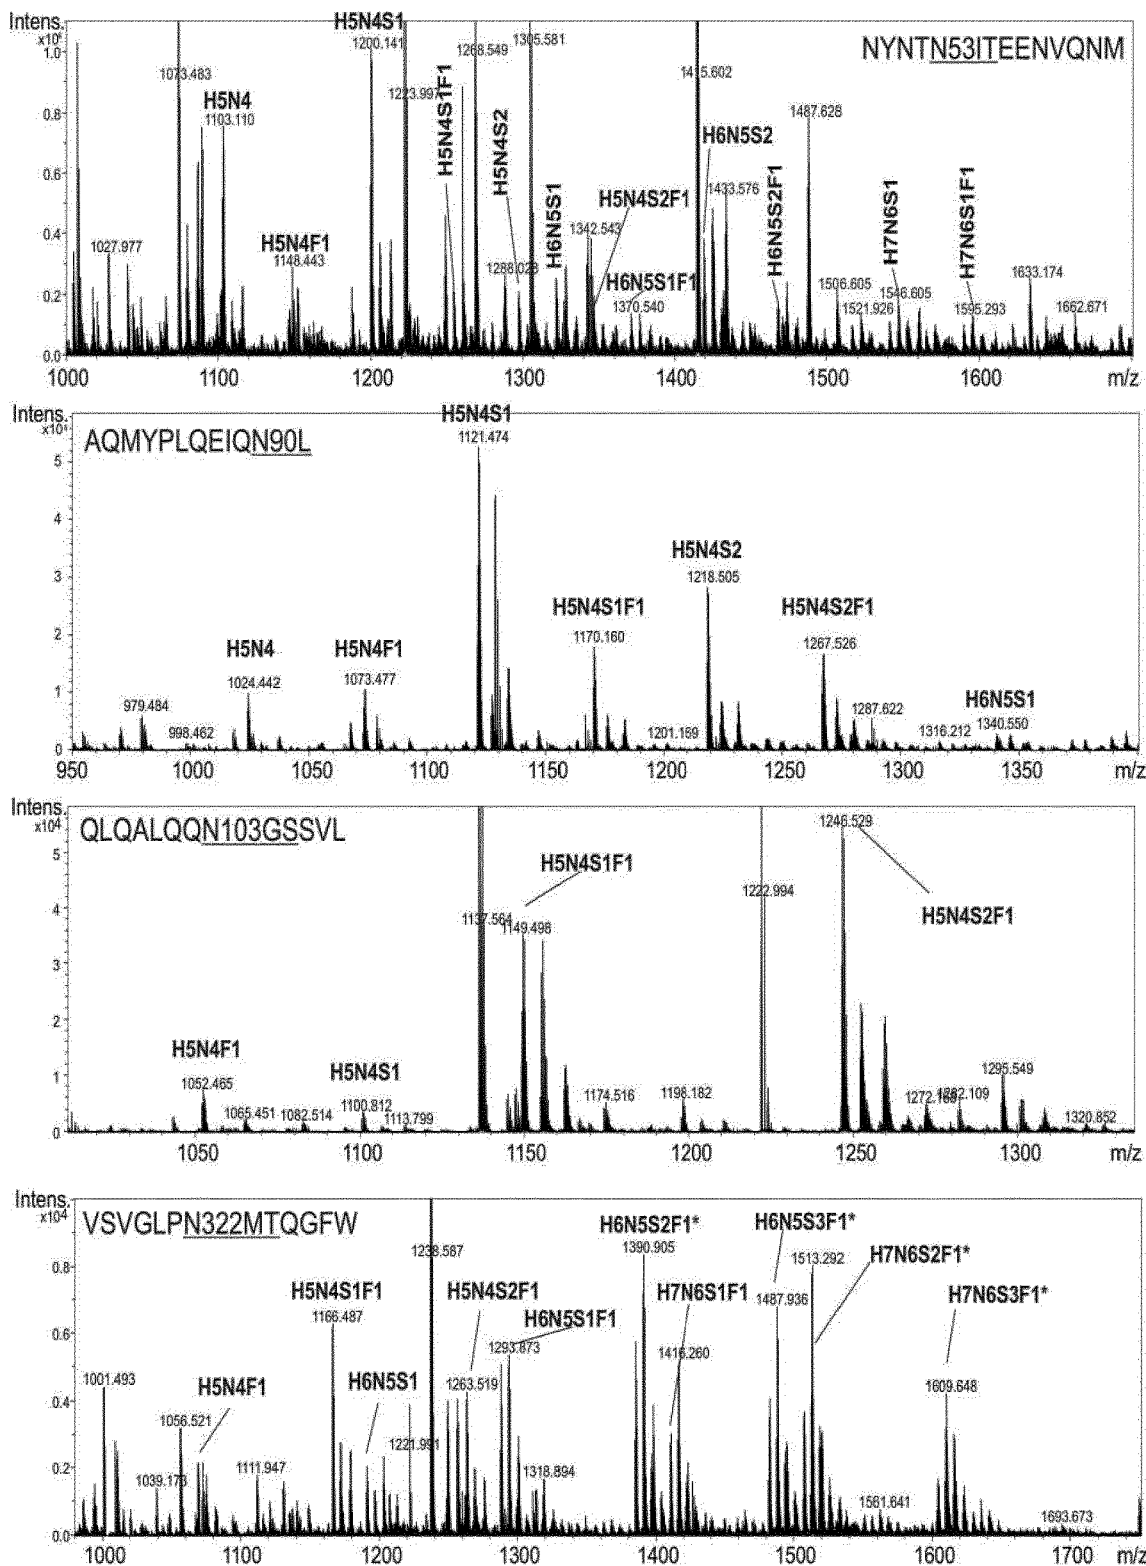 Intens.
x10⁴
NYNTN53ITEENVQNM
H5N4S1
1200.141
1073.483
1223.997
1268.549
1305.581
1415.602
H5N4
1103.110
H5N4S1F1
H5N4S2
1487.628
H6N5S2
1433.576
H6N5S1
H5N4S2F1
1342.543
H6N5S2F1
H7N6S1
H7N6S1F1
1027.977
H5N4F1
1148.443
1288.028
H6N5S1F1
1370.540
1506.605
1521.926
1546.605
1595.293
1633.174
1662.671
1.0
0.8
0.6
0.4
0.2
0.0
1000 1100 1200 1300 1400 1500 1600 m/z
Intens.
AQMYPLQEIQN90L
H5N4S1
1121.474
H5N4S2
1218.505
H5N4S1F1
1170.160
H5N4S2F1
1267.526
H5N4
1024.442
H5N4F1
1073.477
979.484
998.462
1201.159
1287.622
1316.212
H6N5S1
1340.550
5
4
3
2
1
0
950 1000 1050 1100 1150 1200 1250 1300 1350 m/z
Intens.
x10⁴
QLQALQQN103GSSVL
1137.564
H5N4S1F1
1149.498
1222.994
1246.529
H5N4S2F1
H5N4F1
1052.465
1065.451
1082.514
H5N4S1
1100.812
1113.799
1174.516
1198.182
1295.549
1320.852
5
4
3
2
1
0
1050 1100 1150 1200 1250 1300 m/z
Intens.
x10⁴
VSVGLPN322MTQGFW
1238.587
H6N5S2F1*
1390.905
H6N5S3F1*
1513.292
H7N6S2F1*
H5N4S1F1
1166.487
H5N4S2F1
H6N5S1F1
1293.873
1263.519
H7N6S1F1
1416.260
1487.936
H7N6S3F1*
1609.648
1001.493
H5N4F1
1056.521
H6N5S1
1221.991
1039.173
1111.947
1318.894
1561.641
1693.673
0.8
0.6
0.4
0.2
0.0
1000 1100 1200 1300 1400 1500 1600 1700 m/z